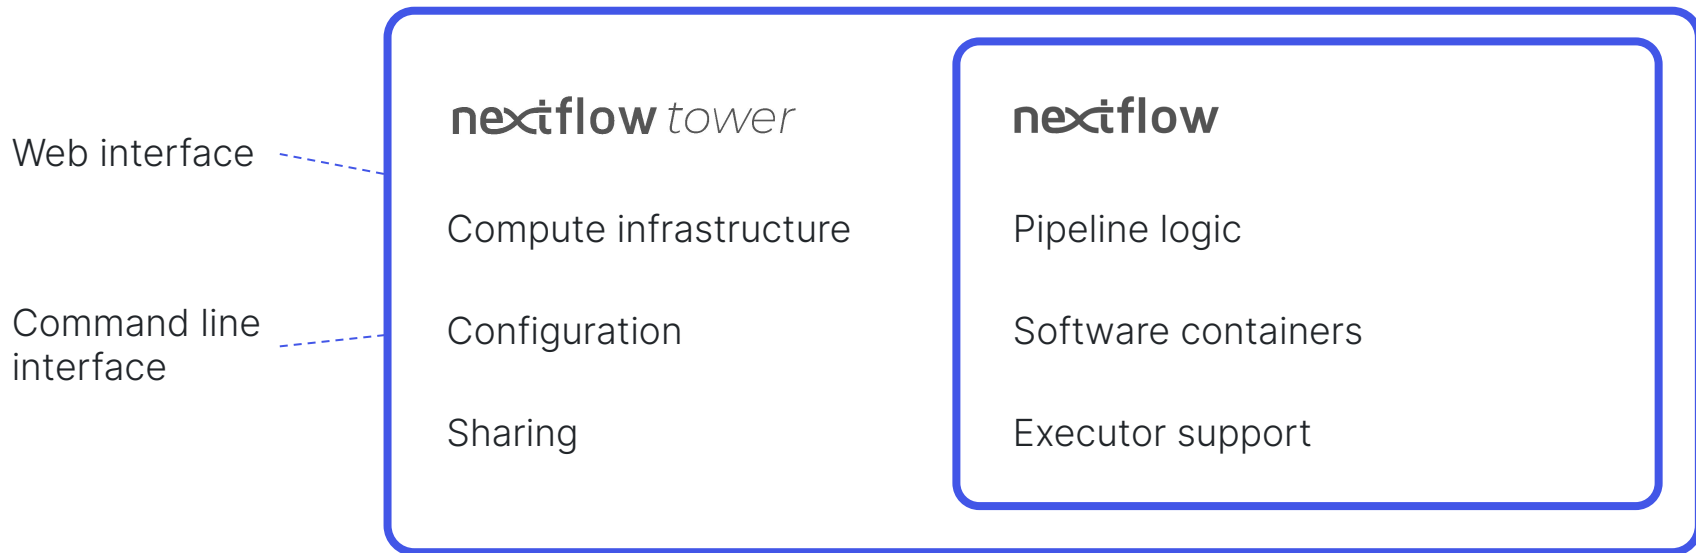 Web interface
Command line
interface
nextflow tower
Compute infrastructure
Configuration
Sharing
nextflow
Pipeline logic
Software containers
Executor support